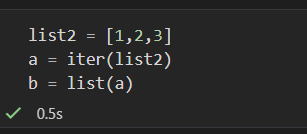 list2 = [1,2,3]
a = iter(list2)
b = list(a)
0.5s